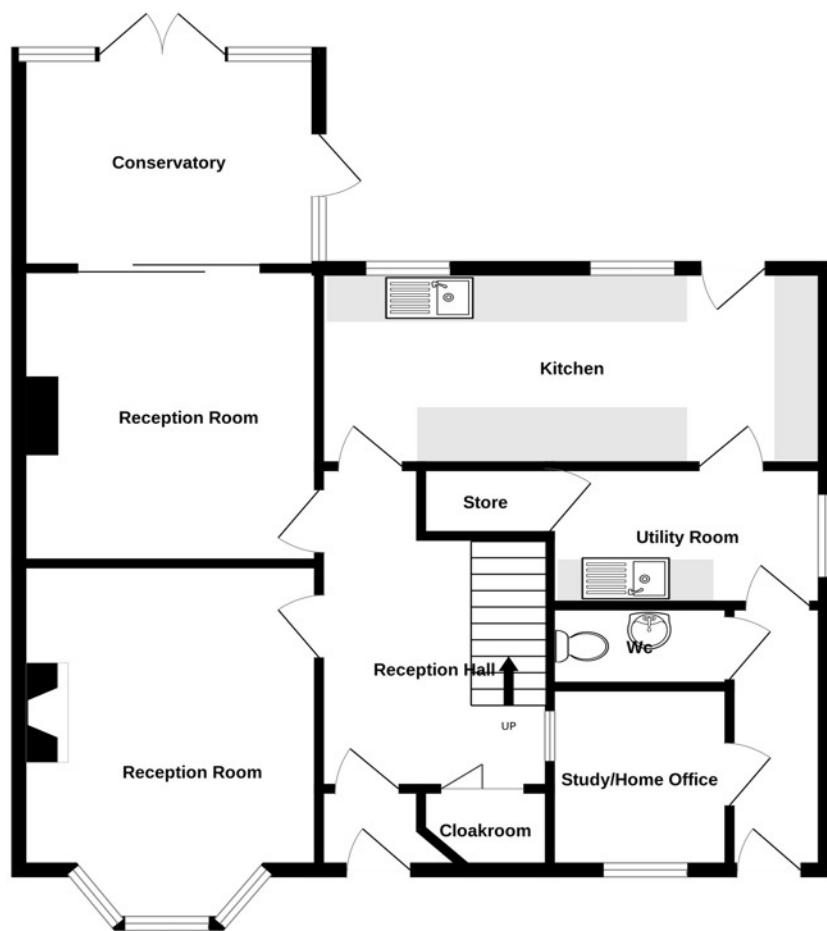 Conservatory
Kitchen
Reception Room
Store
Utility Room
Wc
Reception Hall
UP
Reception Room
Study/Home Office
Cloakroom